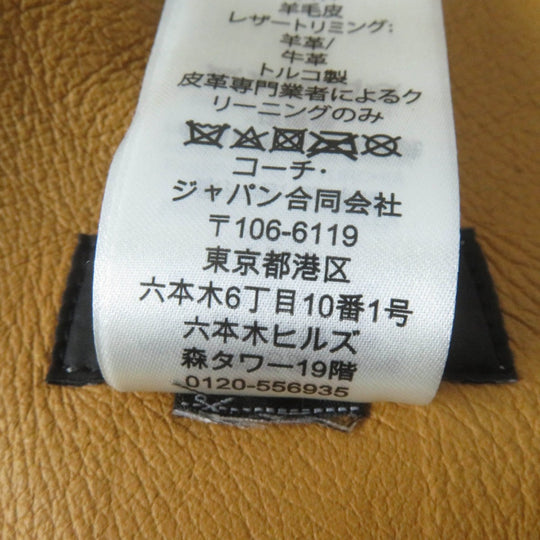 羊毛皮
レザートリミング:
羊革/
牛革
トルコ製
皮革専門業者によるク
リーニングのみ
コーチ・
ジャパン合同会社
〒106-6119
東京都港区
六本木6丁目10番1号
六本木ヒルズ
森タワー19階
0120-556935